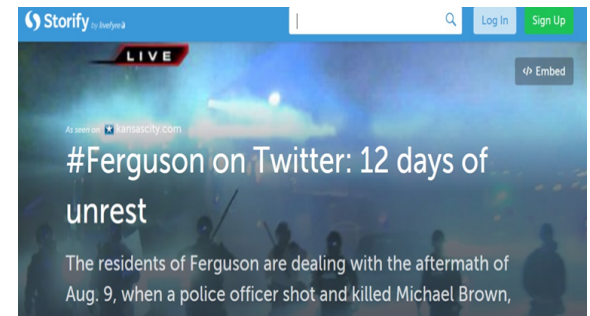 Storify by livefyre
Log In
Sign Up
LIVE
</> Embed
As seen on kansascity.com
#Ferguson on Twitter: 12 days of
unrest
The residents of Ferguson are dealing with the aftermath of
Aug. 9, when a police officer shot and killed Michael Brown,